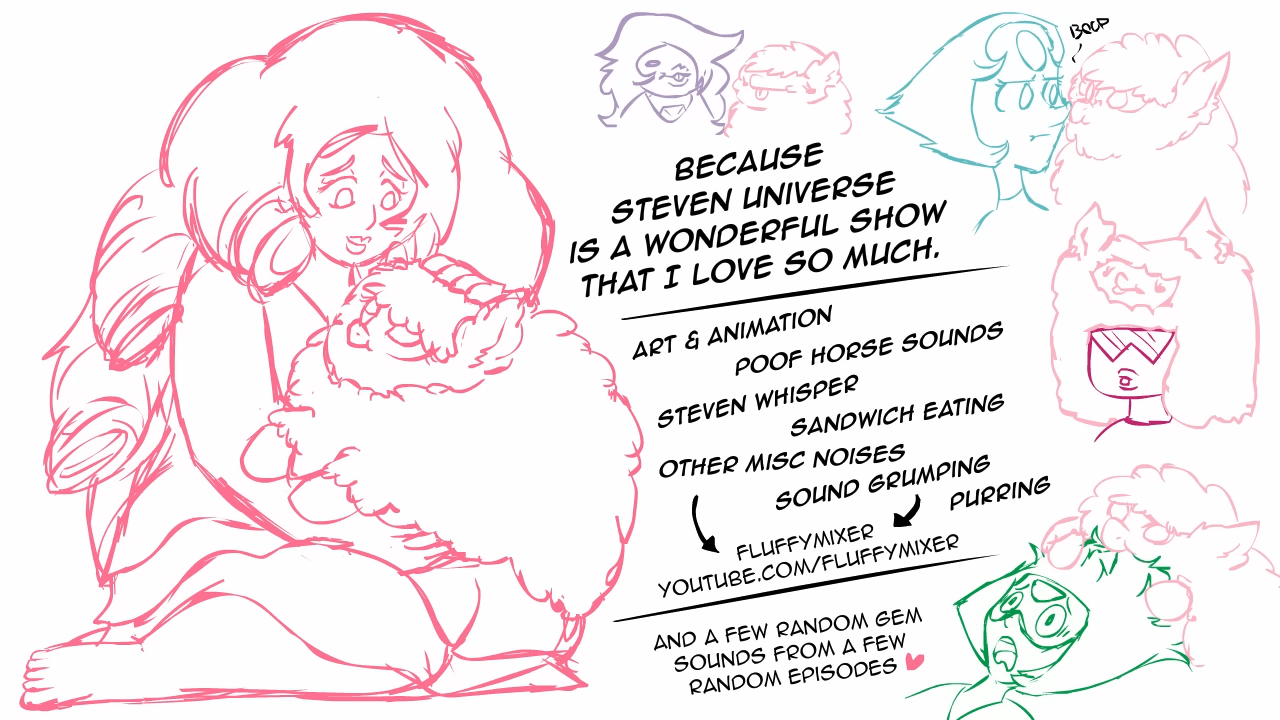 BOOP
BECAUSE
STEVEN UNIVERSE
IS A WONDERFUL SHOW
THAT I LOVE SO MUCH.
ART & ANIMATION
POOF HORSE SOUNDS
STEVEN WHISPER
SANDWICH EATING
OTHER MISC NOISES
SOUND GRUMPING
PURRING
FLUFFYMIXER
YOUTUBE.COM/FLUFFYMIXER
AND A FEW RANDOM GEM
SOUNDS FROM A FEW
RANDOM EPISODES